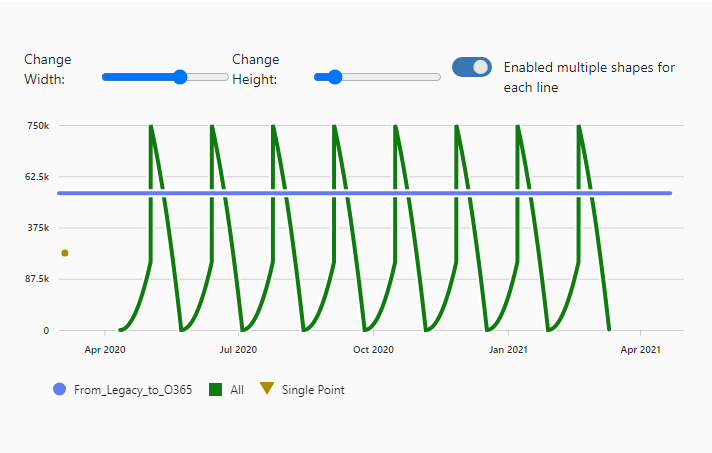 Change
Width:
Change
Height:
Enabled multiple shapes for
each line
750k
62.5k
375k
87.5k
0
Apr 2020
Jul 2020
Oct 2020
Jan 2021
Apr 2021
From_Legacy_to_O365
All
Single Point